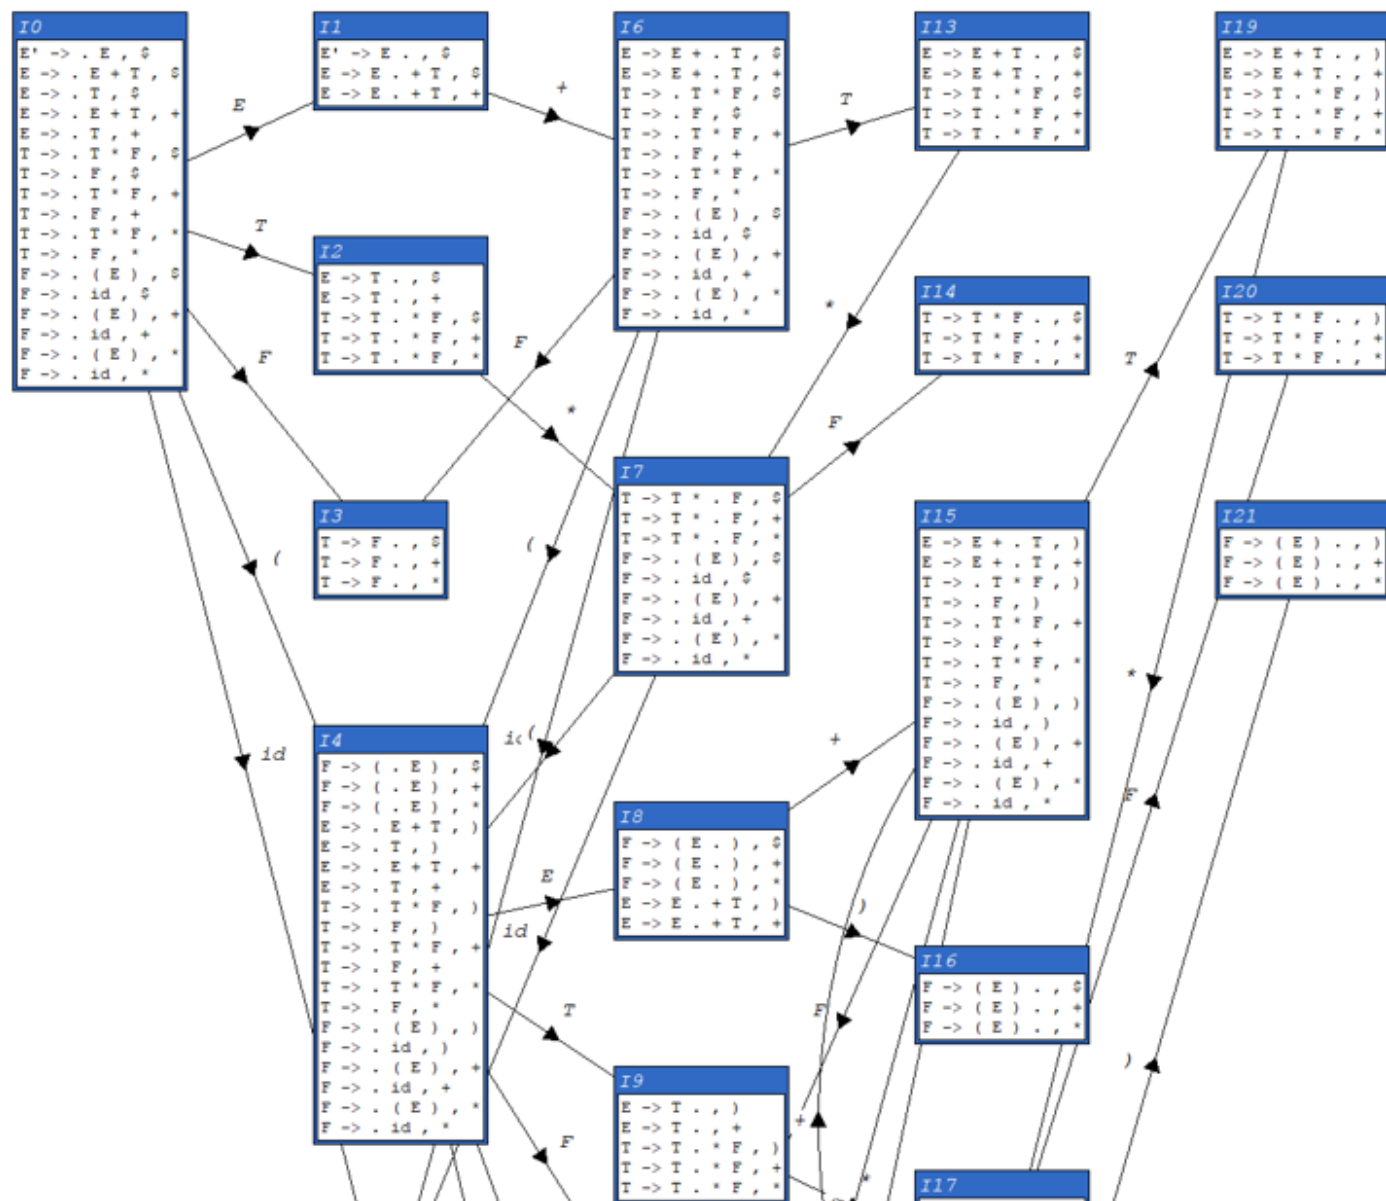 I0
E' -> . E , $
E -> . E + T , $
E -> . T , $
E -> . E + T , +
E -> . T , +
T -> . T * F , $
T -> . F , $
T -> . T * F , +
T -> . F , +
T -> . T * F , *
T -> . F , *
F -> . ( E ) , $
F -> . id , $
F -> . ( E ) , +
F -> . id , +
F -> . ( E ) , *
F -> . id , *
E
T
F
(
id
I1
E' -> E . , $
E -> E . + T , $
E -> E . + T , +
+
I2
E -> T . , $
E -> T . , +
T -> T . * F , $
T -> T . * F , +
T -> T . * F , *
*
I3
T -> F . , $
T -> F . , +
T -> F . , *
I4
F -> ( . E ) , $
F -> ( . E ) , +
F -> ( . E ) , *
E -> . E + T , )
E -> . T , )
E -> . E + T , +
E -> . T , +
T -> . T * F , )
T -> . F , )
T -> . T * F , +
T -> . F , +
T -> . T * F , *
T -> . F , *
F -> . ( E ) , )
F -> . id , )
F -> . ( E ) , +
F -> . id , +
F -> . ( E ) , *
F -> . id , *
E
T
F
I6
E -> E + . T , $
E -> E + . T , +
T -> . T * F , $
T -> . F , $
T -> . T * F , +
T -> . F , +
T -> . T * F , *
T -> . F , *
F -> . ( E ) , $
F -> . id , $
F -> . ( E ) , +
F -> . id , +
F -> . ( E ) , *
F -> . id , *
T
F
(
I7
T -> T * . F , $
T -> T * . F , +
T -> T * . F , *
F -> . ( E ) , $
F -> . id , $
F -> . ( E ) , +
F -> . id , +
F -> . ( E ) , *
F -> . id , *
F
(
id
I8
F -> ( E . ) , $
F -> ( E . ) , +
F -> ( E . ) , *
E -> E . + T , )
E -> E . + T , +
+
)
I9
E -> T . , )
E -> T . , +
T -> T . * F , )
T -> T . * F , +
T -> T . * F , *
*
I13
E -> E + T . , $
E -> E + T . , +
T -> T . * F , $
T -> T . * F , +
T -> T . * F , *
*
I14
T -> T * F . , $
T -> T * F . , +
T -> T * F . , *
I15
E -> E + . T , )
E -> E + . T , +
T -> . T * F , )
T -> . F , )
T -> . T * F , +
T -> . F , +
T -> . T * F , *
T -> . F , *
F -> . ( E ) , )
F -> . id , )
F -> . ( E ) , +
F -> . id , +
F -> . ( E ) , *
F -> . id , *
T
F
+
I16
F -> ( E ) . , $
F -> ( E ) . , +
F -> ( E ) . , *
I17
I19
E -> E + T . , )
E -> E + T . , +
T -> T . * F , )
T -> T . * F , +
T -> T . * F , *
*
I20
T -> T * F . , )
T -> T * F . , +
T -> T * F . , *
F
I21
F -> ( E ) . , )
F -> ( E ) . , +
F -> ( E ) . , *
)